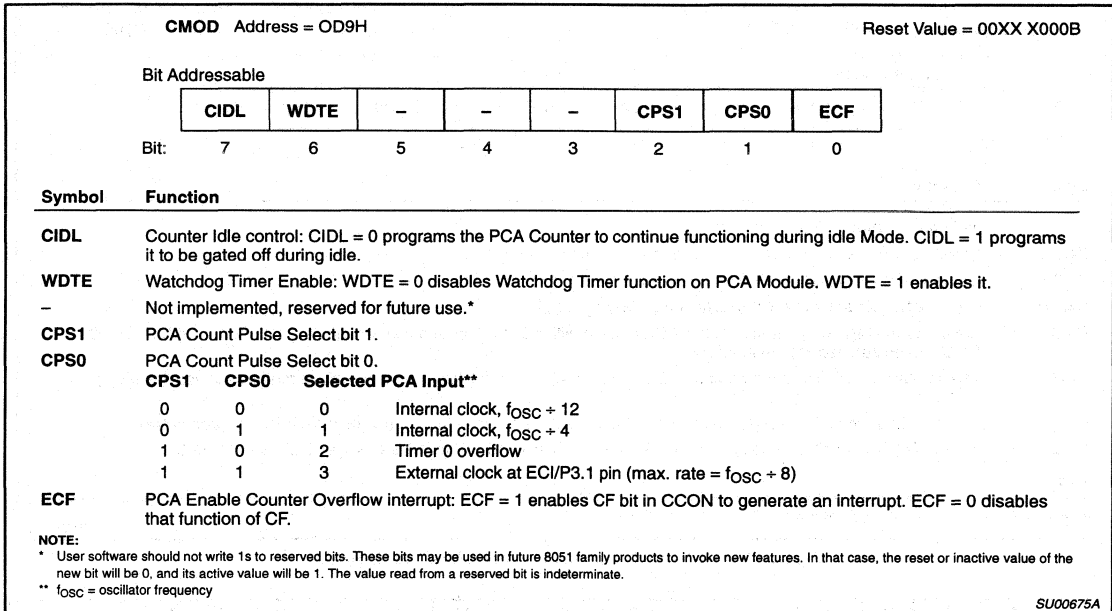 CMOD Address = OD9H Reset Value = 00XX X000B
Bit Addressable
CIDL WDTE – – – CPS1 CPS0 ECF
Bit: 7 6 5 4 3 2 1 0
Symbol Function
CIDL Counter Idle control: CIDL = 0 programs the PCA Counter to continue functioning during idle Mode. CIDL = 1 programs
it to be gated off during idle.
WDTE Watchdog Timer Enable: WDTE = 0 disables Watchdog Timer function on PCA Module. WDTE = 1 enables it.
– Not implemented, reserved for future use.*
CPS1 PCA Count Pulse Select bit 1.
CPS0 PCA Count Pulse Select bit 0.
CPS1 CPS0 Selected PCA Input**
0 0 0 Internal clock, fOSC ÷ 12
0 1 1 Internal clock, fOSC ÷ 4
1 0 2 Timer 0 overflow
1 1 3 External clock at ECI/P3.1 pin (max. rate = fOSC ÷ 8)
ECF PCA Enable Counter Overflow interrupt: ECF = 1 enables CF bit in CCON to generate an interrupt. ECF = 0 disables
that function of CF.
NOTE:
* User software should not write 1s to reserved bits. These bits may be used in future 8051 family products to invoke new features. In that case, the reset or inactive value of the
new bit will be 0, and its active value will be 1. The value read from a reserved bit is indeterminate.
** fOSC = oscillator frequency
SU00675A